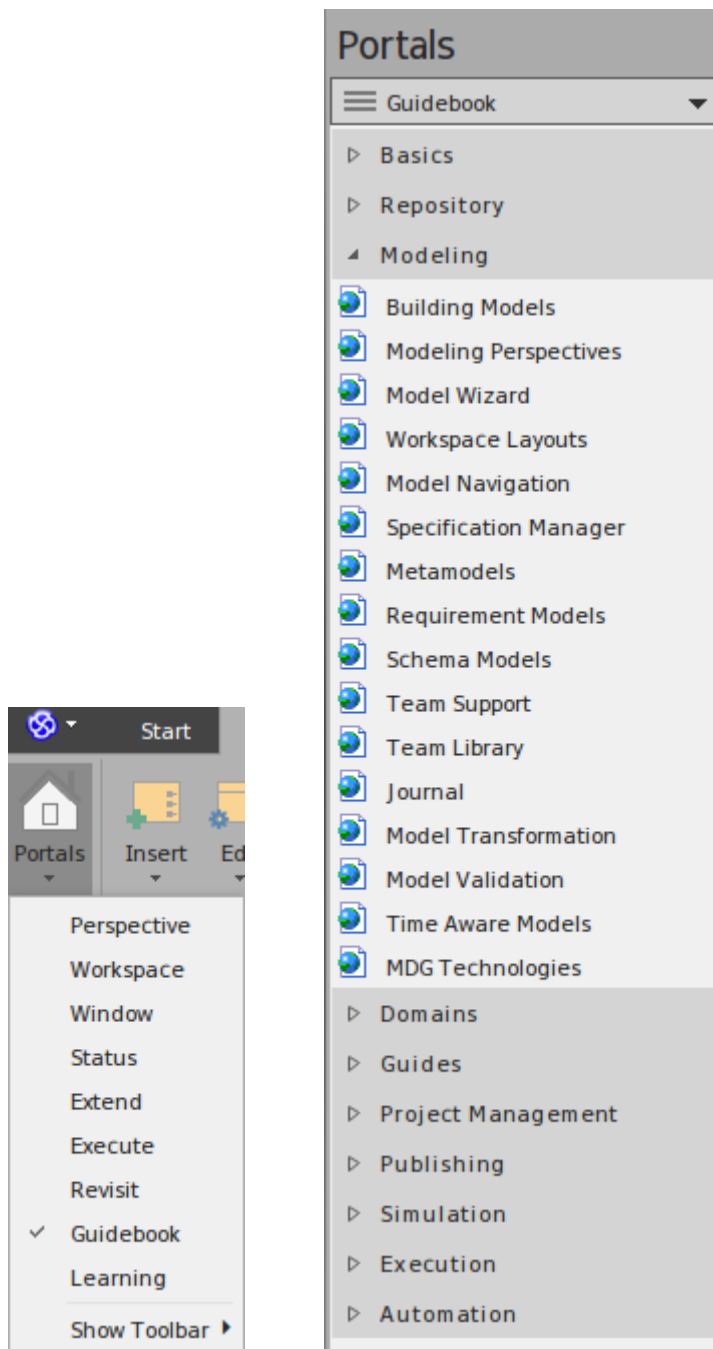 Start
Portals
Insert
Ed
Perspective
Workspace
Window
Status
Extend
Execute
Revisit
Guidebook
Learning
Show Toolbar
Portals
Guidebook
Basics
Repository
Modeling
Building Models
Modeling Perspectives
Model Wizard
Workspace Layouts
Model Navigation
Specification Manager
Metamodels
Requirement Models
Schema Models
Team Support
Team Library
Journal
Model Transformation
Model Validation
Time Aware Models
MDG Technologies
Domains
Guides
Project Management
Publishing
Simulation
Execution
Automation